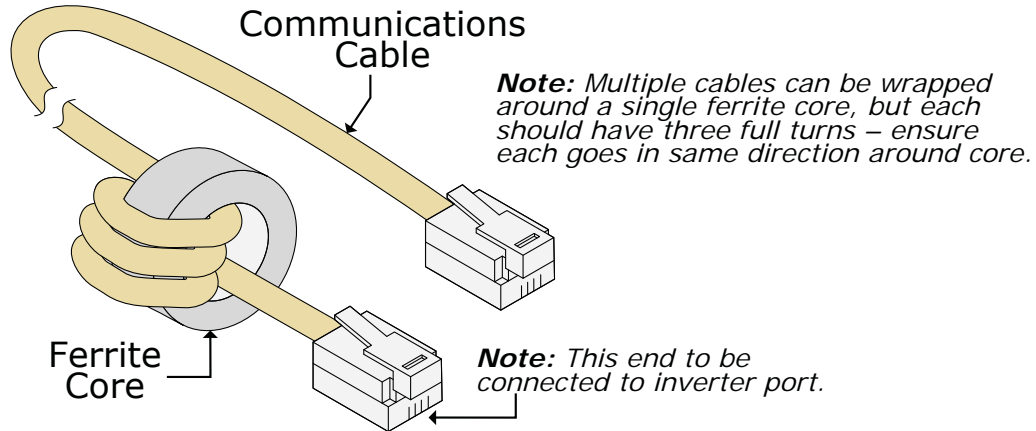 Communications
Cable
Note: Multiple cables can be wrapped
around a single ferrite core, but each
should have three full turns – ensure
each goes in same direction around core.
Ferrite
Core
Note: This end to be
connected to inverter port.